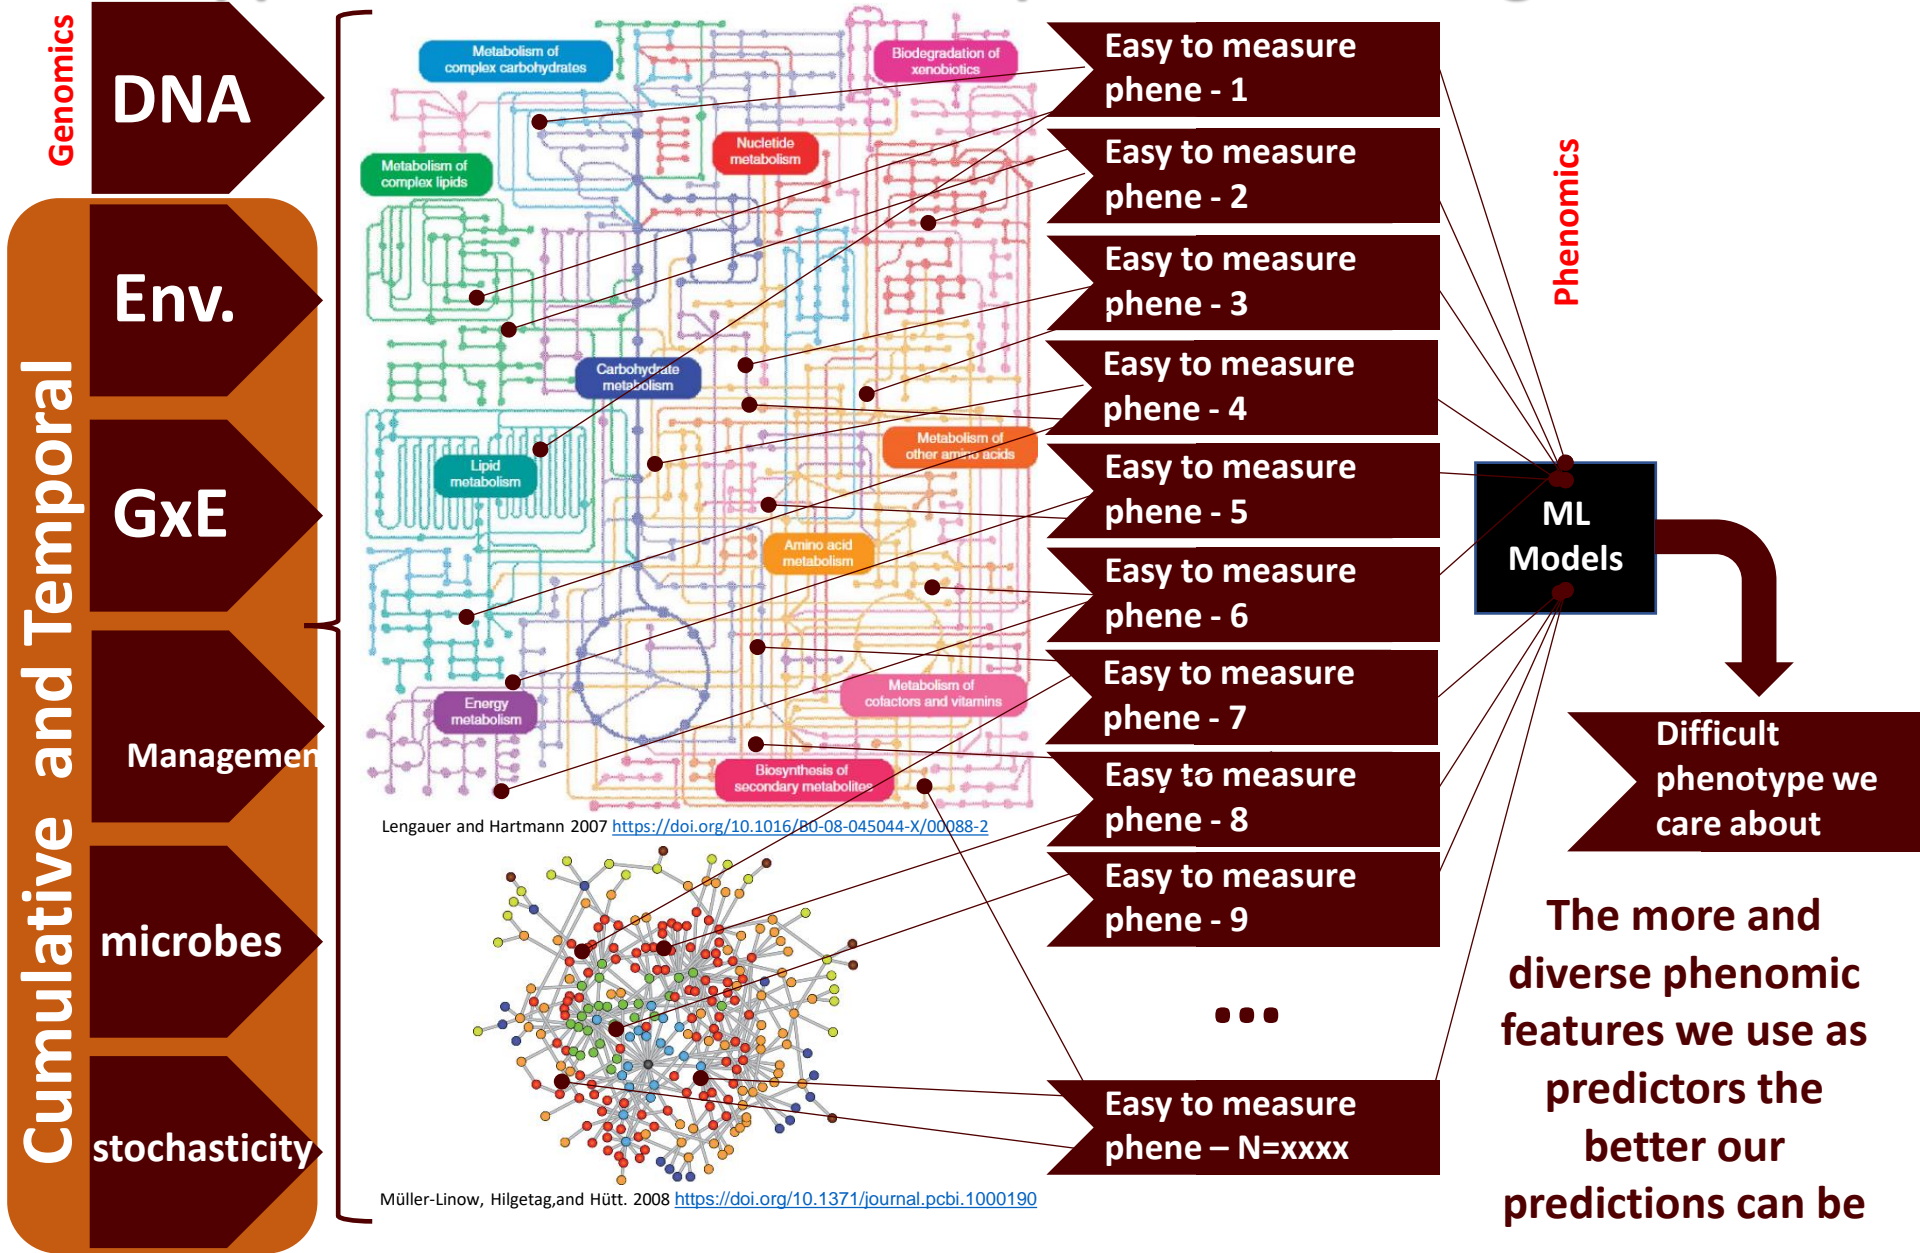 Genomics
DNA
Env.
GxE
Managemen
microbes
stochasticity
Cumulative and Temporal
Metabolism of
complex carbohydrates
Biodegradation of
xenobiotics
Nucletide
metabolism
Metabolism of
complex lipids
Carbohydrate
metabolism
Metabolism of
other amino acids
Lipid
metabolism
Amino acid
metabolism
Metabolism of
cofactors and vitamins
Energy
metabolism
Biosynthesis of
secondary metabolites
Lengauer and Hartmann 2007 https://doi.org/10.1016/B0-08-045044-X/00088-2
Müller-Linow, Hilgetag,and Hütt. 2008 https://doi.org/10.1371/journal.pcbi.1000190
Easy to measure
phene - 1
Easy to measure
phene - 2
Easy to measure
phene - 3
Easy to measure
phene - 4
Easy to measure
phene - 5
Easy to measure
phene - 6
Easy to measure
phene - 7
Easy to measure
phene - 8
Easy to measure
phene - 9
...
Easy to measure
phene – N=xxxx
Phenomics
ML
Models
Difficult
phenotype we
care about
The more and
diverse phenomic
features we use as
predictors the
better our
predictions can be